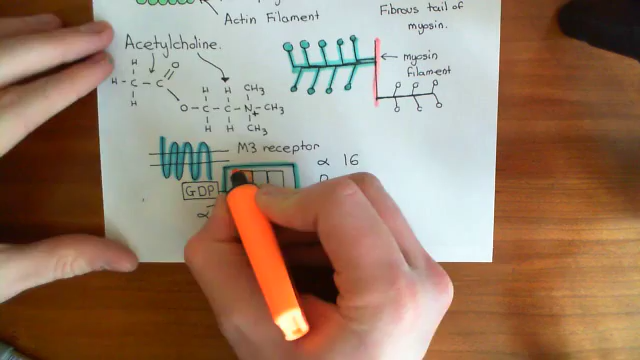 Actin Filament
Fibrous tail of
myosin.
Acetylcholine.
myosin
filament
H O
H - C - C
H
H H CH3
O - C - C - N - CH3
+
H H CH3
M3 receptor
α 16
GDP
α